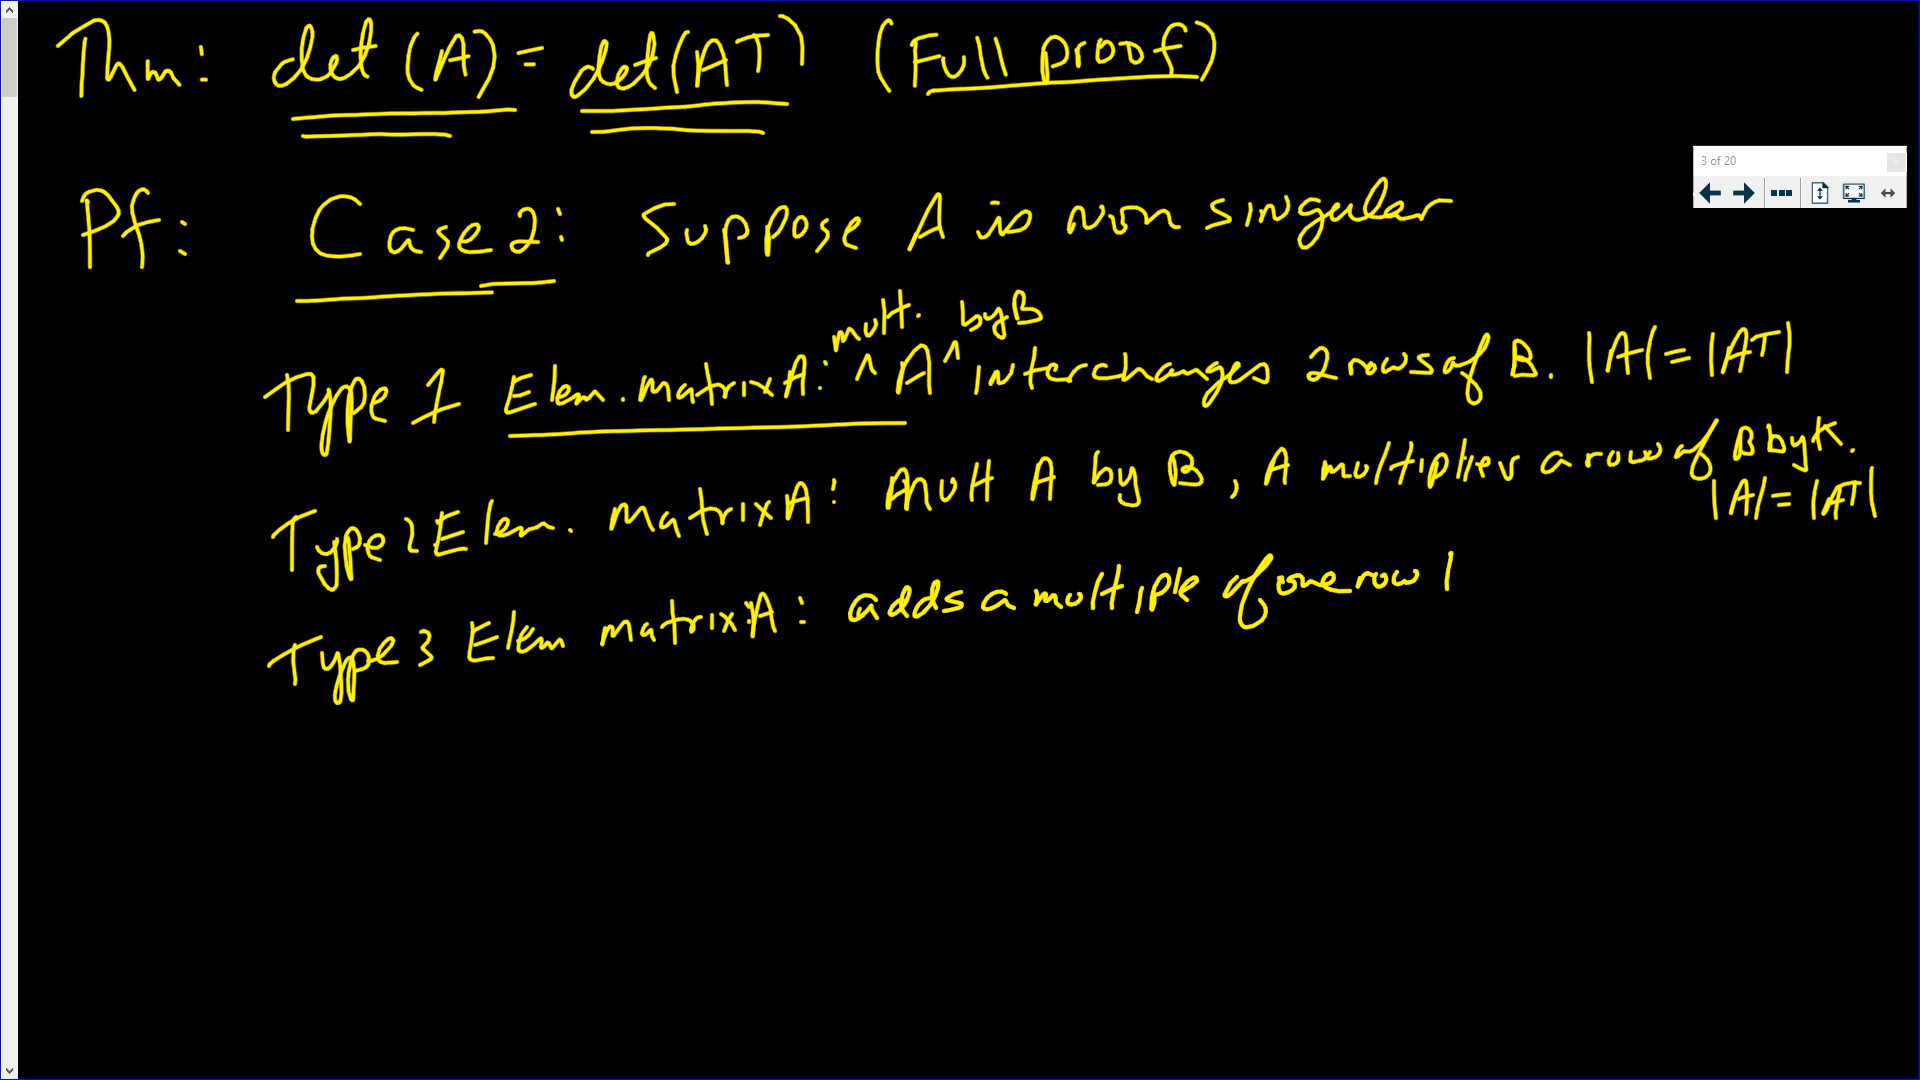 Thm: det (A) = det (AT) (Full proof)
3 of 20
Pf: Case 2: Suppose A is non singular
mult. by B
Type 1 Elem. matrix A: ^ A ^ interchanges 2 rows of B. |A| = |AT|
Type 2 Elem. matrix A: mult A by B, A multiplies a row of B by K.
|A| = |AT|
Type 3 Elem matrix A: adds a multiple of one row